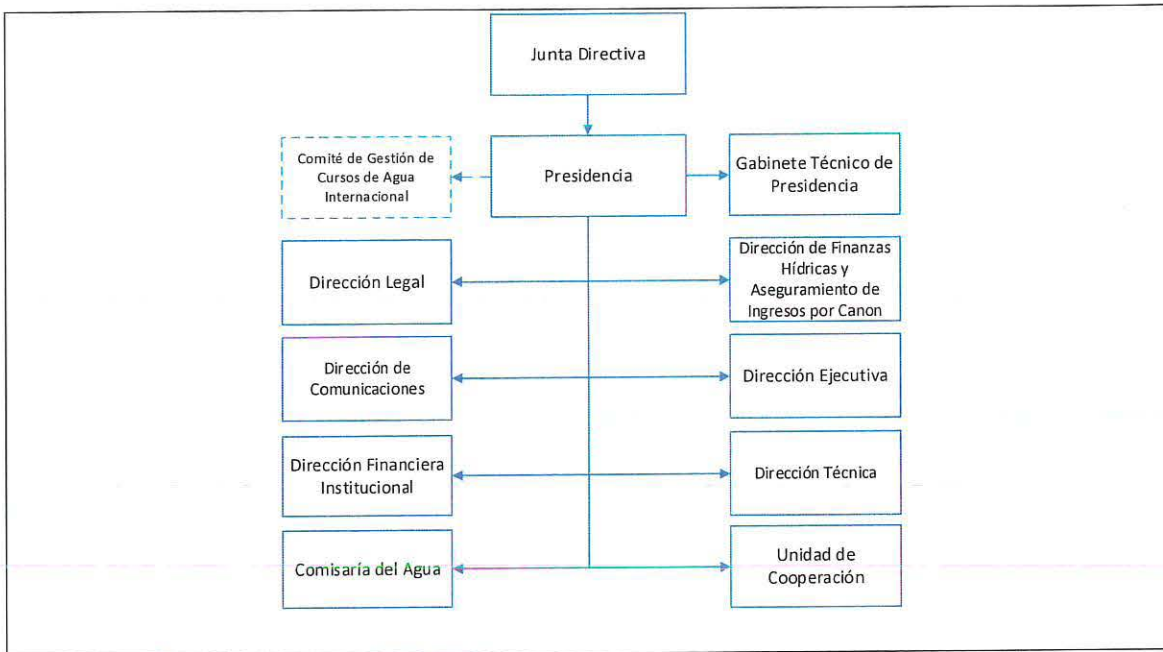 Junta Directiva
Comité de Gestión de
Cursos de Agua
Internacional
Presidencia
Gabinete Técnico de
Presidencia
Dirección Legal
Dirección de Finanzas
Hídricas y
Aseguramiento de
Ingresos por Canon
Dirección de
Comunicaciones
Dirección Ejecutiva
Dirección Financiera
Institucional
Dirección Técnica
Comisaría del Agua
Unidad de
Cooperación